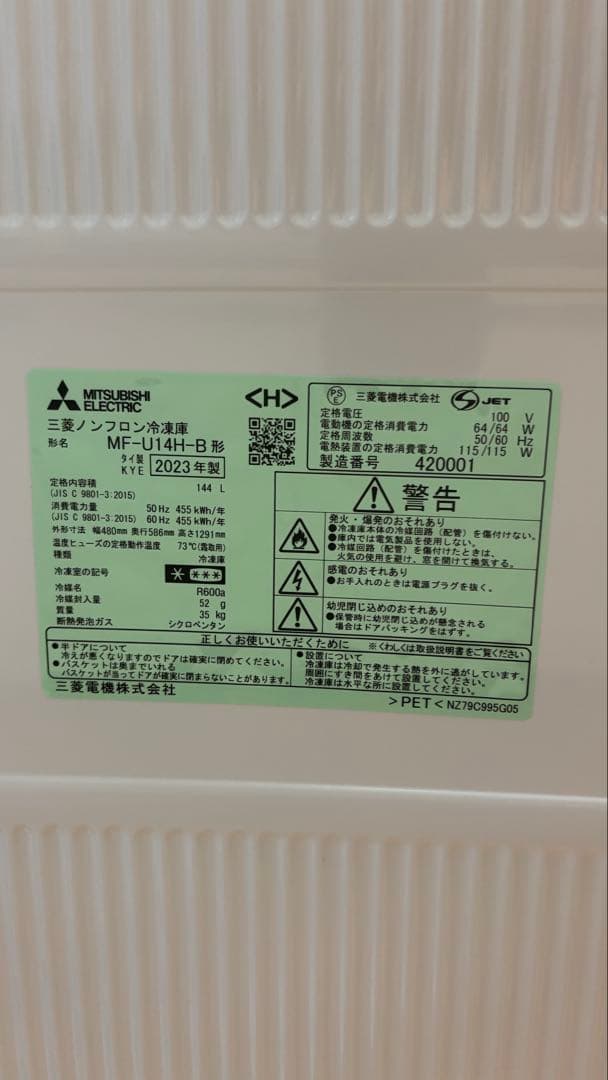 MITSUBISHI
ELECTRIC
三菱ノンフロン冷凍庫
形名 MF-U14H-B 形
タイ製
KYE 2023年製
<H>
定格内容積 144 L
(JIS C 9801-3:2015)
消費電力量 50 Hz 455 kWh/年
(JIS C 9801-3:2015) 60 Hz 455 kWh/年
外形寸法 幅480mm 奥行586mm 高さ1291mm
温度ヒューズの定格動作温度 73℃(霜取用)
種類 冷凍庫
冷凍室の記号
冷媒名 R600a
冷媒封入量 52 g
質量 35 kg
断熱発泡ガス シクロペンタン
PS
E
三菱電機株式会社 JET
定格電圧 100 V
電動機の定格消費電力 64/64 W
定格周波数 50/60 Hz
電熱装置の定格消費電力 115/115 W
製造番号 420001
警告
発火・爆発のおそれあり
●冷凍庫本体の冷媒回路(配管)を傷付けない。
●庫内では電気製品を使用しない。
●冷媒回路(配管)を傷付けたときは、
火気の使用を避け、窓を開けて換気する。
感電のおそれあり
●お手入れのときは電源プラグを抜く。
幼児閉じ込めのおそれあり
●保管時に幼児閉じ込めが懸念される
場合はドアパッキングをはずす。
正しくお使いいただくために ※くわしくは取扱説明書をご覧ください
●半ドアについて
冷えが悪くなりますのでドアは確実に閉めてください。
●バスケットは奥までいれる
バスケットが当ってドアが確実に閉まらないことがあります。
●設置について
冷凍庫は冷却で発生する熱を外に逃がしています。
周囲にすき間をあけて設置してください。
冷凍庫は水平な所に設置してください。
三菱電機株式会社
>PET< NZ79C995G05